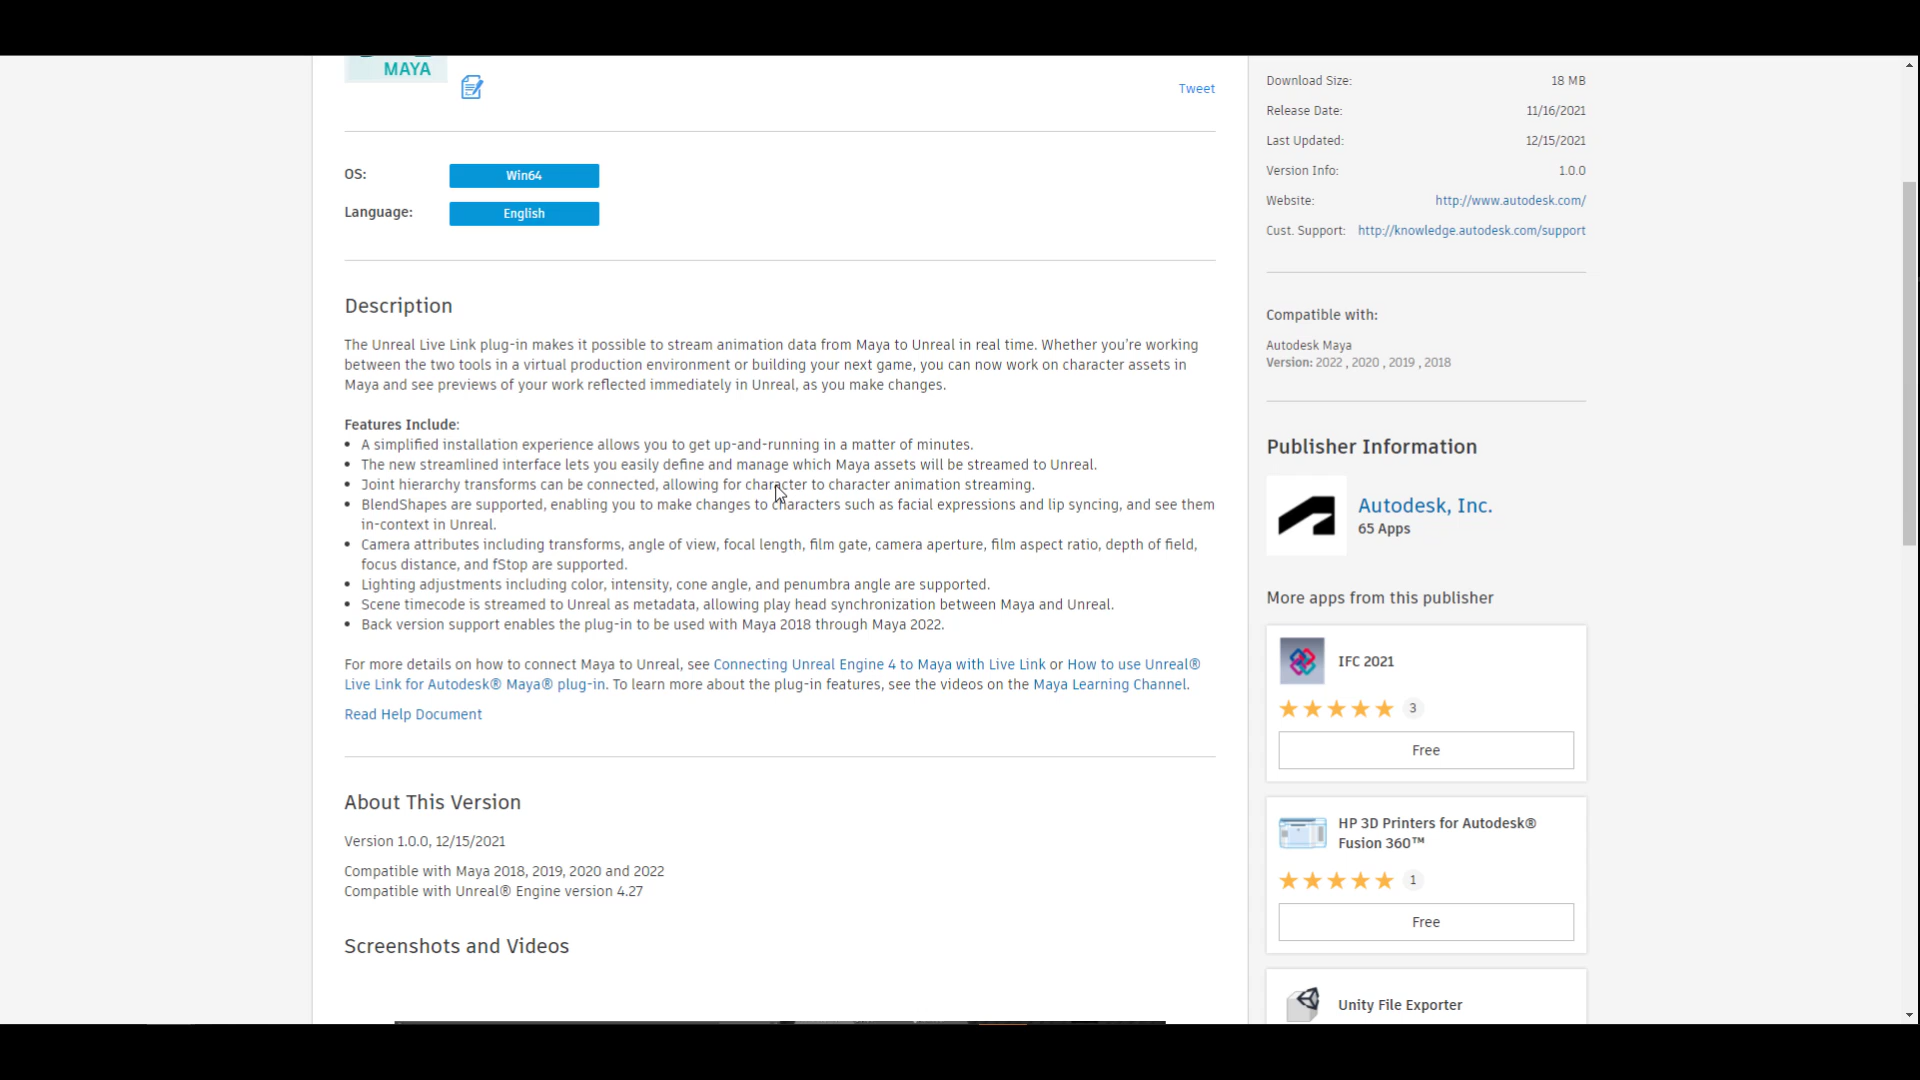 MAYA
Tweet
OS:
Win64
Language:
English
Description
The Unreal Live Link plug-in makes it possible to stream animation data from Maya to Unreal in real time. Whether you're working
between the two tools in a virtual production environment or building your next game, you can now work on character assets in
Maya and see previews of your work reflected immediately in Unreal, as you make changes.
Features Include:
• A simplified installation experience allows you to get up-and-running in a matter of minutes.
• The new streamlined interface lets you easily define and manage which Maya assets will be streamed to Unreal.
• Joint hierarchy transforms can be connected, allowing for character to character animation streaming.
• BlendShapes are supported, enabling you to make changes to characters such as facial expressions and lip syncing, and see them
in-context in Unreal.
• Camera attributes including transforms, angle of view, focal length, film gate, camera aperture, film aspect ratio, depth of field,
focus distance, and fStop are supported.
• Lighting adjustments including color, intensity, cone angle, and penumbra angle are supported.
• Scene timecode is streamed to Unreal as metadata, allowing play head synchronization between Maya and Unreal.
• Back version support enables the plug-in to be used with Maya 2018 through Maya 2022.
For more details on how to connect Maya to Unreal, see Connecting Unreal Engine 4 to Maya with Live Link or How to use Unreal®
Live Link for Autodesk® Maya® plug-in. To learn more about the plug-in features, see the videos on the Maya Learning Channel.
Read Help Document
About This Version
Version 1.0.0, 12/15/2021
Compatible with Maya 2018, 2019, 2020 and 2022
Compatible with Unreal® Engine version 4.27
Screenshots and Videos
Download Size: 18 MB
Release Date: 11/16/2021
Last Updated: 12/15/2021
Version Info: 1.0.0
Website: http://www.autodesk.com/
Cust. Support: http://knowledge.autodesk.com/support
Compatible with:
Autodesk Maya
Version: 2022 , 2020 , 2019 , 2018
Publisher Information
Autodesk, Inc.
65 Apps
More apps from this publisher
IFC 2021
3
Free
HP 3D Printers for Autodesk®
Fusion 360™
1
Free
Unity File Exporter